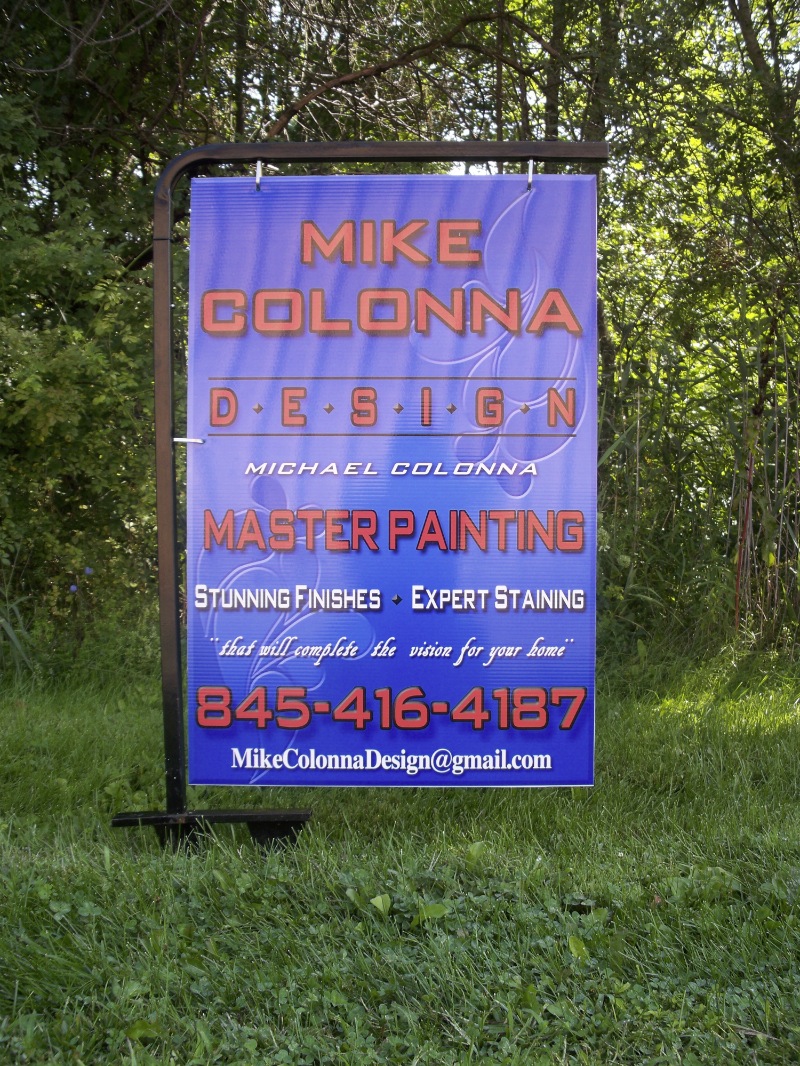 MIKE
COLONNA
D · E · S · I · G · N
MICHAEL COLONNA
MASTER PAINTING
STUNNING FINISHES · EXPERT STAINING
"that will complete the vision for your home"
845-416-4187
MikeColonnaDesign@gmail.com